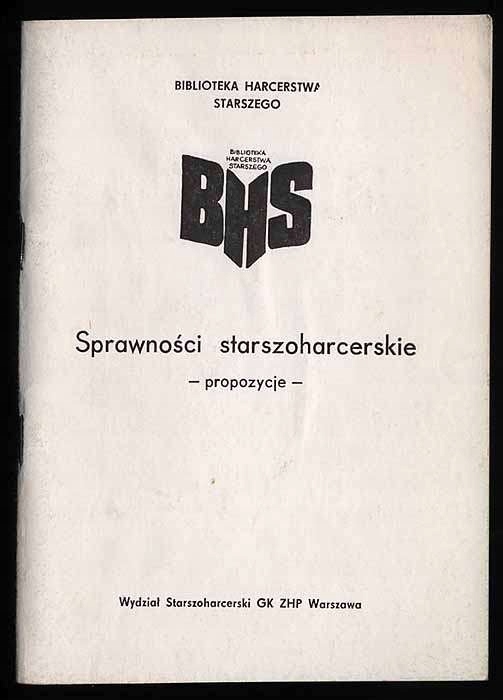 BIBLIOTEKA HARCERSTWA
STARSZEGO
BIBLIOTEKA
HARCERSTWA
STARSZEGO
BHS
Sprawności starszoharcerskie
– propozycje –
Wydział Starszoharcerski GK ZHP Warszawa